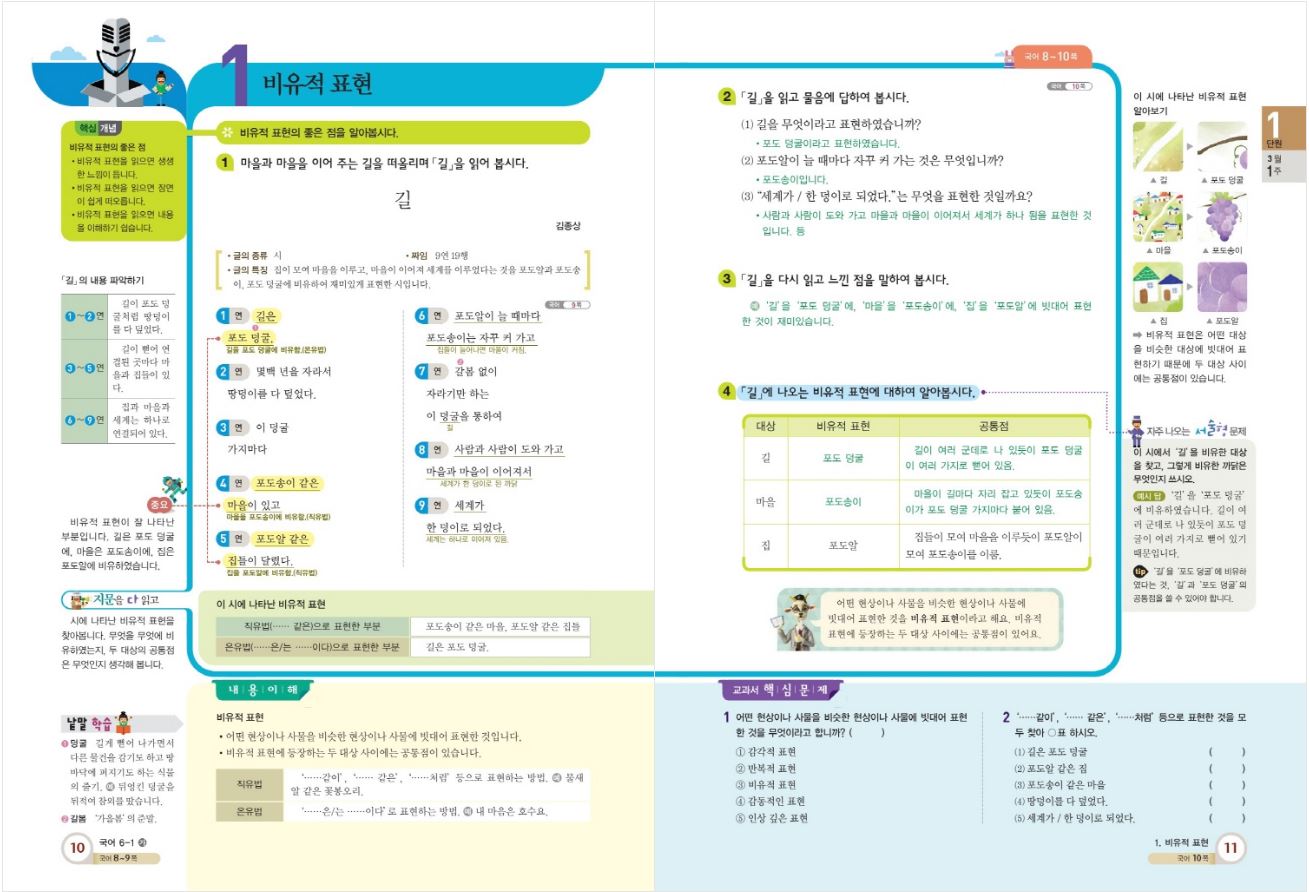 1 비유적 표현
핵심 개념
비유적 표현의 좋은 점
• 비유적 표현을 읽으면 생생
한 느낌이 듭니다.
• 비유적 표현을 읽으면 장면
이 쉽게 떠오릅니다.
• 비유적 표현을 읽으면 내용
을 이해하기 쉽습니다.
「길」의 내용 파악하기
1~2연
길이 포도 덩
굴처럼 땅덩이
를 다 덮었다.
3~5연
길이 뻗어 연
결된 곳마다 마
을과 집들이 있
다.
6~9연
집과 마을과
세계는 하나로
연결되어 있다.
중요
비유적 표현이 잘 나타난
부분입니다. 길은 포도 덩굴
에, 마을은 포도송이에, 집은
포도알에 비유하였습니다.
지문을 다 읽고
시에 나타난 비유적 표현을
찾아봅니다. 무엇을 무엇에 비
유하였는지, 두 대상의 공통점
은 무엇인지 생각해 봅니다.
낱말 학습
❶ 덩굴 길게 뻗어 나가면서
다른 물건을 감기도 하고 땅
바닥에 퍼지기도 하는 식물
의 줄기. 예 뒤엉킨 덩굴을
뒤적여 참외를 땄습니다.
❷ 갈봄 '가을봄'의 준말.
10 국어 6-1 ㉮
국어 8~9쪽
비유적 표현의 좋은 점을 알아봅시다.
1 마을과 마을을 이어 주는 길을 떠올리며 「길」을 읽어 봅시다.
길
김종상
• 글의 종류 시 • 짜임 9연 19행
• 글의 특징 집이 모여 마을을 이루고, 마을이 이어져 세계를 이루었다는 것을 포도알과 포도송
이, 포도 덩굴에 비유하여 재미있게 표현한 시입니다.
국어 9쪽
1연 길은
❶
포도 덩굴.
길을 포도 덩굴에 비유함.(은유법)
2연 몇백 년을 자라서
땅덩이를 다 덮었다.
3연 이 덩굴
가지마다
4연 포도송이 같은
마을이 있고
마을을 포도송이에 비유함.(직유법)
5연 포도알 같은
집들이 달렸다.
집을 포도알에 비유함.(직유법)
6연 포도알이 늘 때마다
포도송이는 자꾸 커 가고
집들이 늘어나면 마을이 커짐.
❷
7연 갈봄 없이
자라기만 하는
이 덩굴을 통하여
길
8연 사람과 사람이 도와 가고
마을과 마을이 이어져서
세계가 한 덩이로 된 까닭
9연 세계가
한 덩이로 되었다.
세계는 하나로 이어져 있음.
이 시에 나타난 비유적 표현
직유법(…… 같은)으로 표현한 부분 포도송이 같은 마을, 포도알 같은 집들
은유법(……은/는 ……이다)으로 표현한 부분 길은 포도 덩굴.
내용이해
비유적 표현
• 어떤 현상이나 사물을 비슷한 현상이나 사물에 빗대어 표현한 것입니다.
• 비유적 표현에 등장하는 두 대상 사이에는 공통점이 있습니다.
직유법 '……같이', '…… 같은', '……처럼' 등으로 표현하는 방법. 예 물새
알 같은 꽃봉오리.
은유법 '……은/는 ……이다'로 표현하는 방법. 예 내 마음은 호수요.
국어 8~10쪽
국어 10쪽
2 「길」을 읽고 물음에 답하여 봅시다.
(1) 길을 무엇이라고 표현하였습니까?
• 포도 덩굴이라고 표현하였습니다.
(2) 포도알이 늘 때마다 자꾸 커 가는 것은 무엇입니까?
• 포도송이입니다.
(3) “세계가 / 한 덩이로 되었다.”는 무엇을 표현한 것일까요?
• 사람과 사람이 도와 가고 마을과 마을이 이어져서 세계가 하나 됨을 표현한 것
입니다. 등
3 「길」을 다시 읽고 느낀 점을 말하여 봅시다.
예 '길'을 '포도 덩굴'에, '마을'을 '포도송이'에, '집'을 '포도알'에 빗대어 표현
한 것이 재미있습니다.
4 「길」에 나오는 비유적 표현에 대하여 알아봅시다.
대상 비유적 표현 공통점
길 포도 덩굴 길이 여러 군데로 나 있듯이 포도 덩굴
이 여러 가지로 뻗어 있음.
마을 포도송이 마을이 길마다 자리 잡고 있듯이 포도송
이가 포도 덩굴 가지마다 붙어 있음.
집 포도알 집들이 모여 마을을 이루듯이 포도알이
모여 포도송이를 이룸.
어떤 현상이나 사물을 비슷한 현상이나 사물에
빗대어 표현한 것을 비유적 표현이라고 해요. 비유적
표현에 등장하는 두 대상 사이에는 공통점이 있어요.
이 시에 나타난 비유적 표현
알아보기
▲ 길 ▲ 포도 덩굴
▲ 마을 ▲ 포도송이
▲ 집 ▲ 포도알
⇨ 비유적 표현은 어떤 대상
을 비슷한 대상에 빗대어 표
현하기 때문에 두 대상 사이
에는 공통점이 있습니다.
자주 나오는 서술형 문제
이 시에서 '길'을 비유한 대상
을 찾고, 그렇게 비유한 까닭은
무엇인지 쓰시오.
예시 답 '길'을 '포도 덩굴'
에 비유하였습니다. 길이 여
러 군데로 나 있듯이 포도 덩
굴이 여러 가지로 뻗어 있기
때문입니다.
tip '길'을 '포도 덩굴'에 비유하
였다는 것, '길'과 '포도 덩굴'의
공통점을 쓸 수 있어야 합니다.
1
단원
3월
1주
교과서 핵심문제
1 어떤 현상이나 사물을 비슷한 현상이나 사물에 빗대어 표현
한 것을 무엇이라고 합니까? ( )
① 감각적 표현
② 반복적 표현
③ 비유적 표현
④ 감동적인 표현
⑤ 인상 깊은 표현
2 '……같이', '…… 같은', '……처럼' 등으로 표현한 것을 모
두 찾아 ○표 하시오.
(1) 길은 포도 덩굴 ( )
(2) 포도알 같은 집 ( )
(3) 포도송이 같은 마을 ( )
(4) 땅덩이를 다 덮었다. ( )
(5) 세계가 / 한 덩이로 되었다. ( )
1. 비유적 표현 11
국어 10쪽